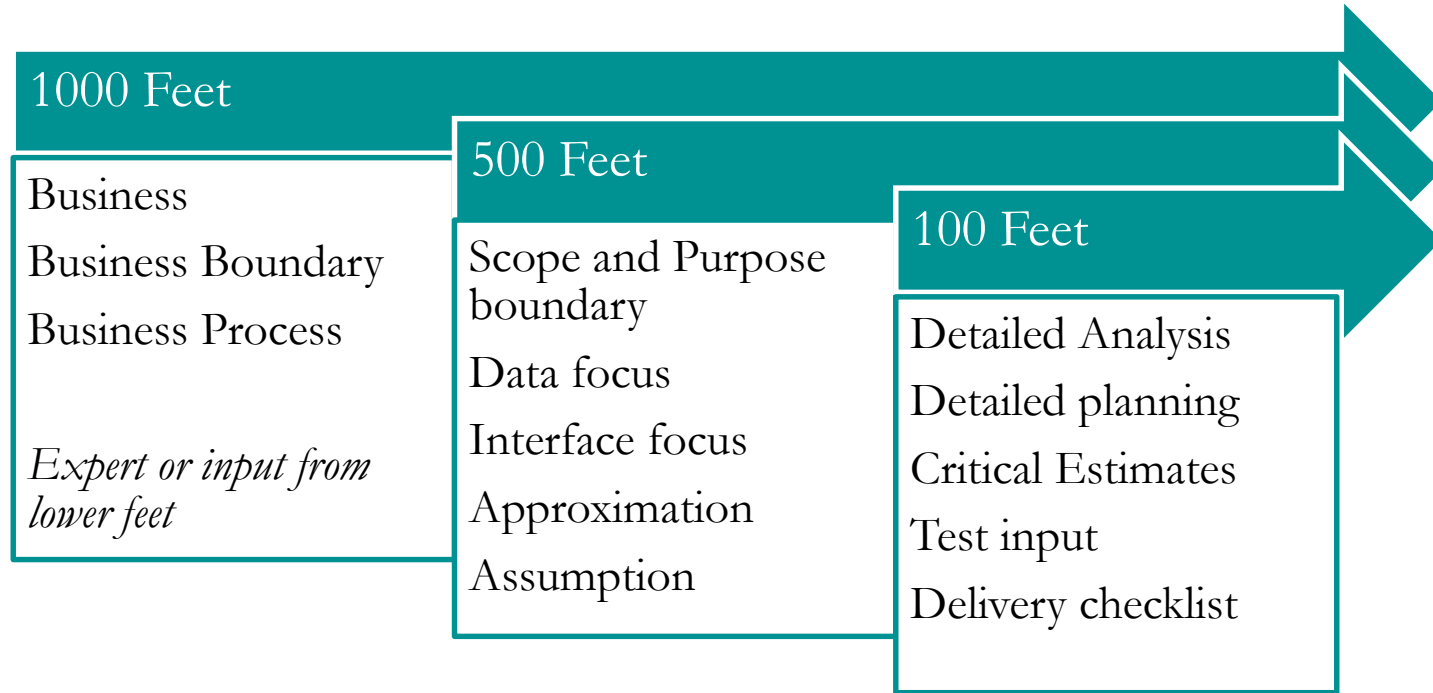 1000 Feet
Business
Business Boundary
Business Process
Expert or input from
lower feet
500 Feet
Scope and Purpose
boundary
Data focus
Interface focus
Approximation
Assumption
100 Feet
Detailed Analysis
Detailed planning
Critical Estimates
Test input
Delivery checklist